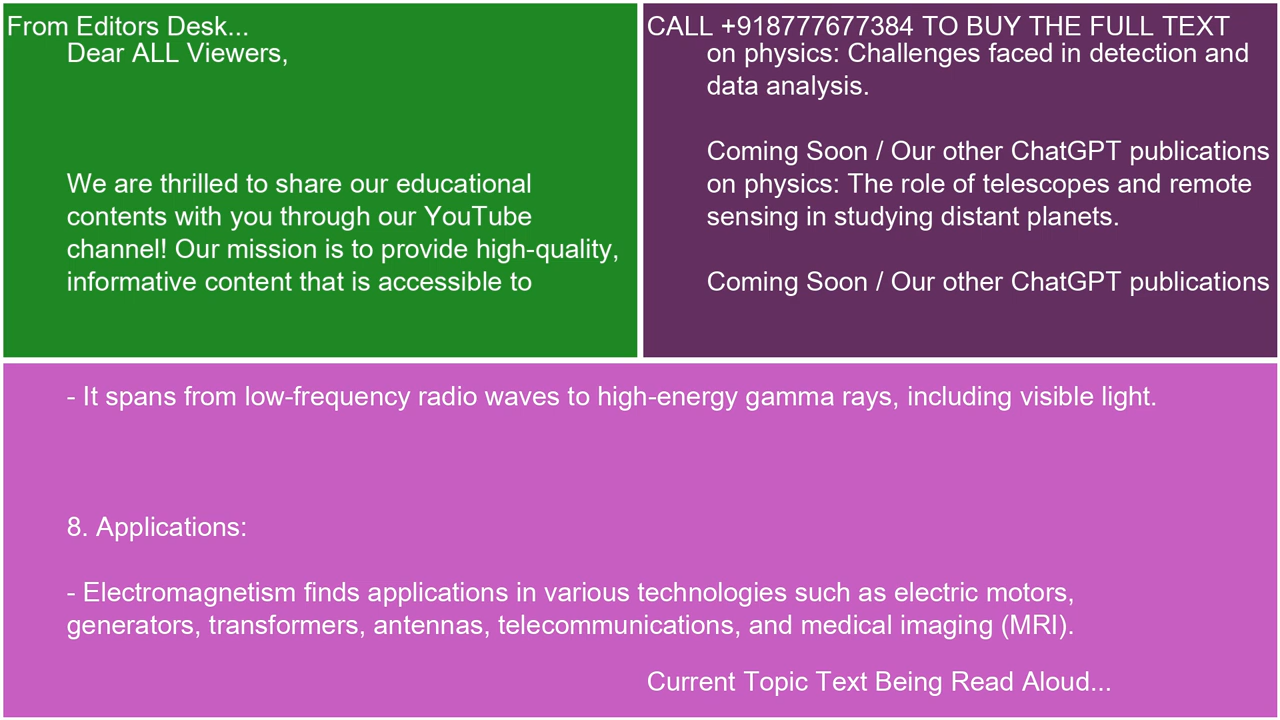 From Editors Desk...
Dear ALL Viewers,
We are thrilled to share our educational
contents with you through our YouTube
channel! Our mission is to provide high-quality,
informative content that is accessible to
CALL +918777677384 TO BUY THE FULL TEXT
on physics: Challenges faced in detection and
data analysis.
Coming Soon / Our other ChatGPT publications
on physics: The role of telescopes and remote
sensing in studying distant planets.
Coming Soon / Our other ChatGPT publications
- It spans from low-frequency radio waves to high-energy gamma rays, including visible light.
8. Applications:
- Electromagnetism finds applications in various technologies such as electric motors,
generators, transformers, antennas, telecommunications, and medical imaging (MRI).
Current Topic Text Being Read Aloud...